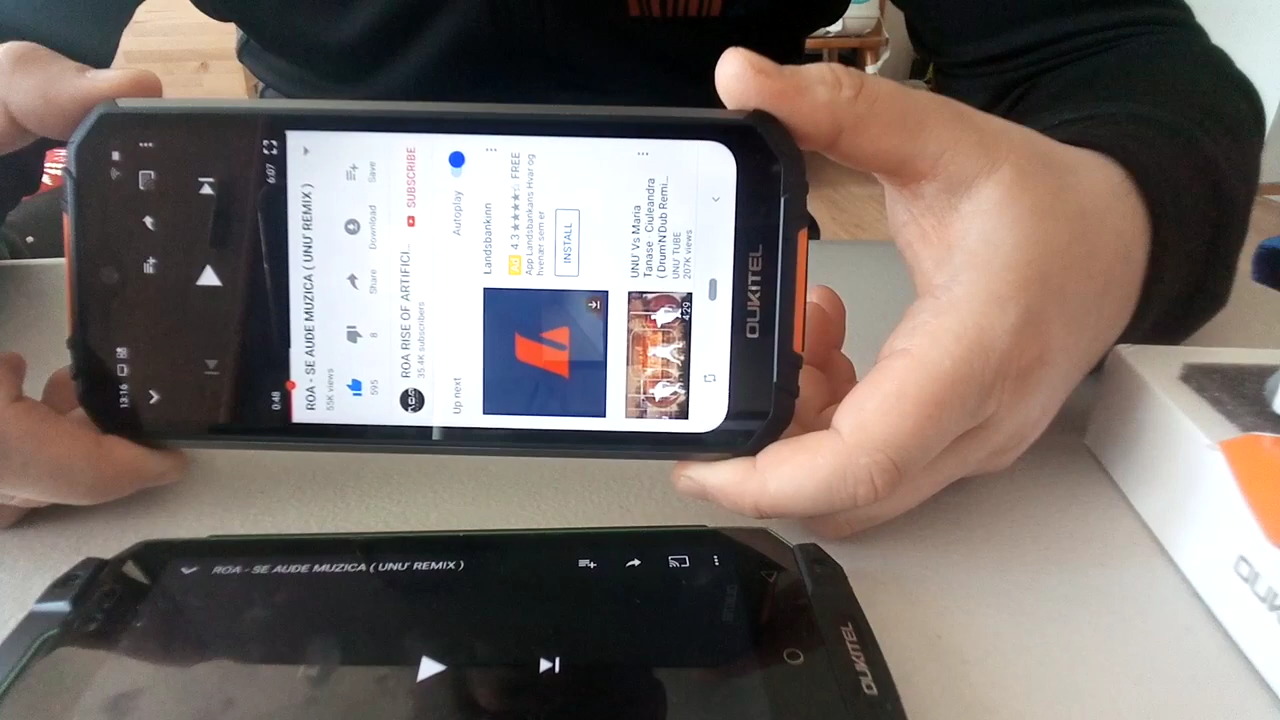 13:16
0:48
6:07
ROA - SE AUDE MUZICA ( UNU' REMIX )
55K views
595
8
Share
Download
Save
ROA RISE OF ARTIFICI...
35.4K subscribers
SUBSCRIBE
Up next
Autoplay
Landsbankinn
Ad 4.3 ★★★★☆ FREE
App Landsbankans Hvar og
hvenær sem er
INSTALL
UNU' Vs Maria
Tanase Ciuleandra
( Drum'N'Dub Remi...
UNU' TUBE
207K views
4:29
OUKITEL
ROA - SE AUDE MUZICA ( UNU' REMIX )
OUKITEL